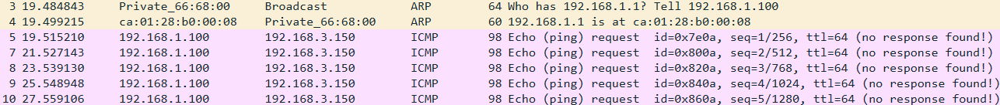 3 19.484843 Private_66:68:00 Broadcast ARP 64 Who has 192.168.1.1? Tell 192.168.1.100
4 19.499215 ca:01:28:b0:00:08 Private_66:68:00 ARP 60 192.168.1.1 is at ca:01:28:b0:00:08
5 19.515210 192.168.1.100 192.168.3.150 ICMP 98 Echo (ping) request id=0x7e0a, seq=1/256, ttl=64 (no response found!)
7 21.527143 192.168.1.100 192.168.3.150 ICMP 98 Echo (ping) request id=0x800a, seq=2/512, ttl=64 (no response found!)
8 23.539130 192.168.1.100 192.168.3.150 ICMP 98 Echo (ping) request id=0x820a, seq=3/768, ttl=64 (no response found!)
9 25.548948 192.168.1.100 192.168.3.150 ICMP 98 Echo (ping) request id=0x840a, seq=4/1024, ttl=64 (no response found!)
10 27.559106 192.168.1.100 192.168.3.150 ICMP 98 Echo (ping) request id=0x860a, seq=5/1280, ttl=64 (no response found!)